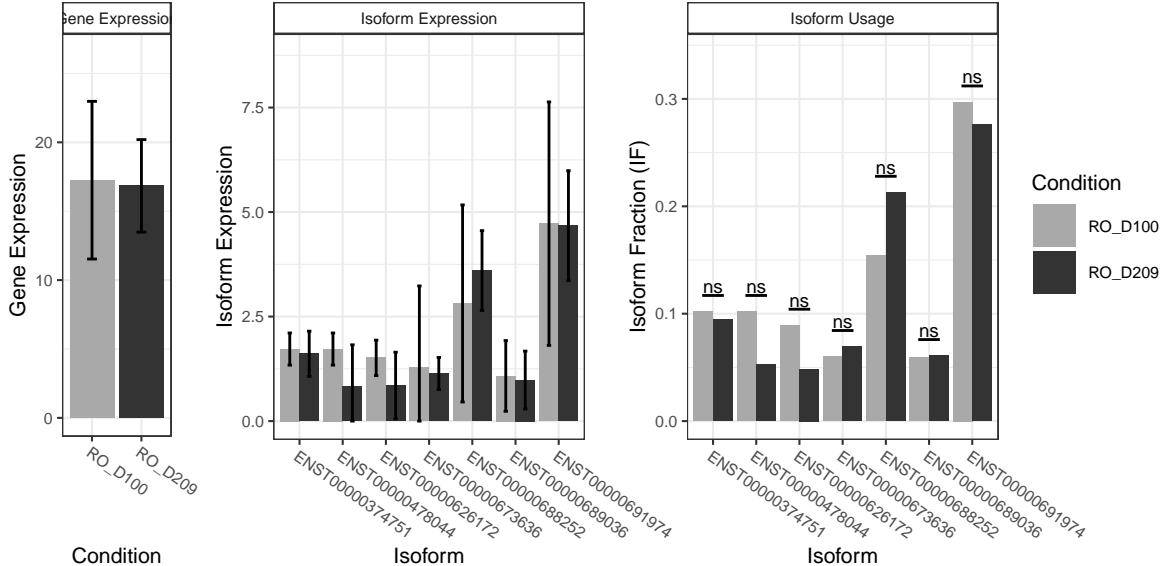 Gene Expression
Isoform Expression
Isoform Usage
Gene Expression
0
10
20
RO_D100
RO_D209
Condition
Isoform Expression
0.0
2.5
5.0
7.5
ENST00000374751
ENST00000478044
ENST00000626172
ENST00000673636
ENST00000688252
ENST00000689036
ENST00000691974
Isoform
Isoform Fraction (IF)
0.0
0.1
0.2
0.3
ns
ns
ns
ns
ns
ns
ns
ENST00000374751
ENST00000478044
ENST00000626172
ENST00000673636
ENST00000688252
ENST00000689036
ENST00000691974
Isoform
Condition
RO_D100
RO_D209